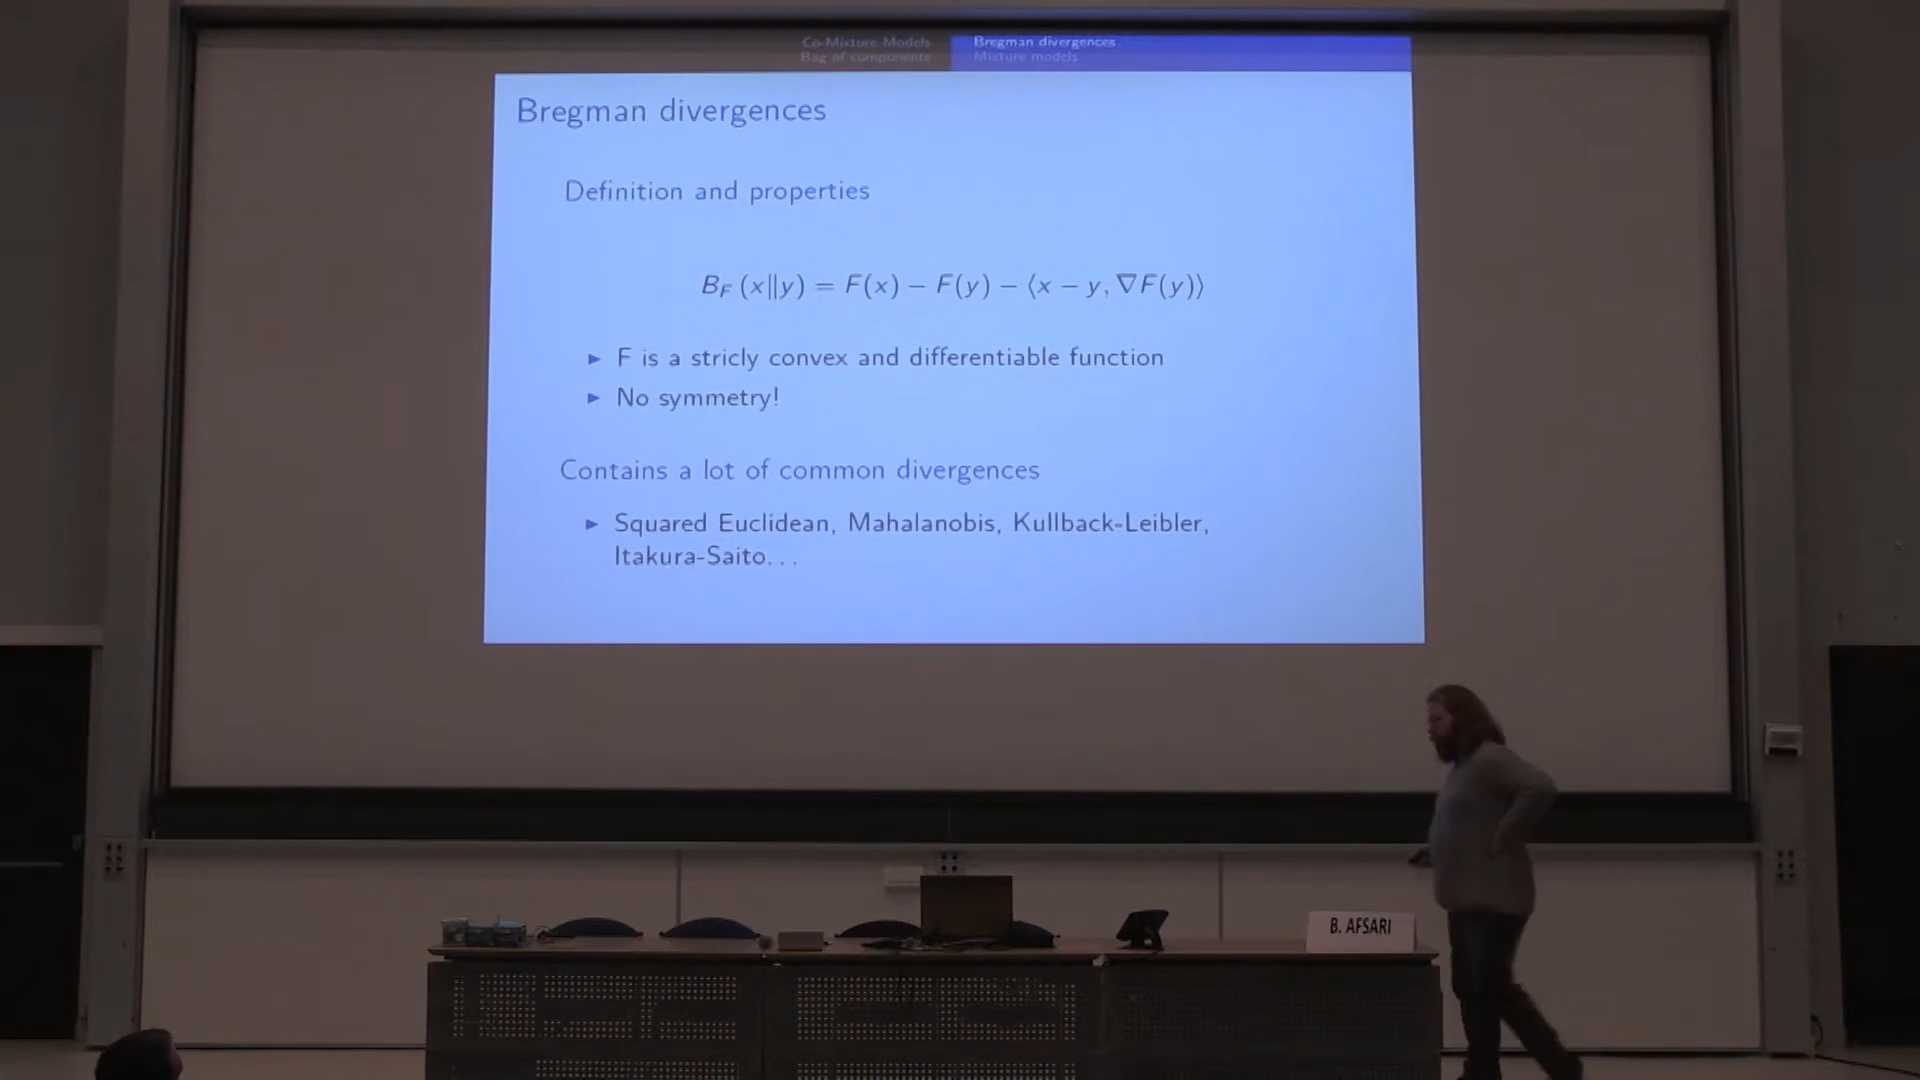 Co-Mixture Models
Bag of components
Bregman divergences
Mixture models
Bregman divergences
Definition and properties
B_F (x‖y) = F(x) − F(y) − ⟨x − y, ∇F(y)⟩
► F is a stricly convex and differentiable function
► No symmetry!
Contains a lot of common divergences
► Squared Euclidean, Mahalanobis, Kullback-Leibler,
Itakura-Saito...
B. AFSARI